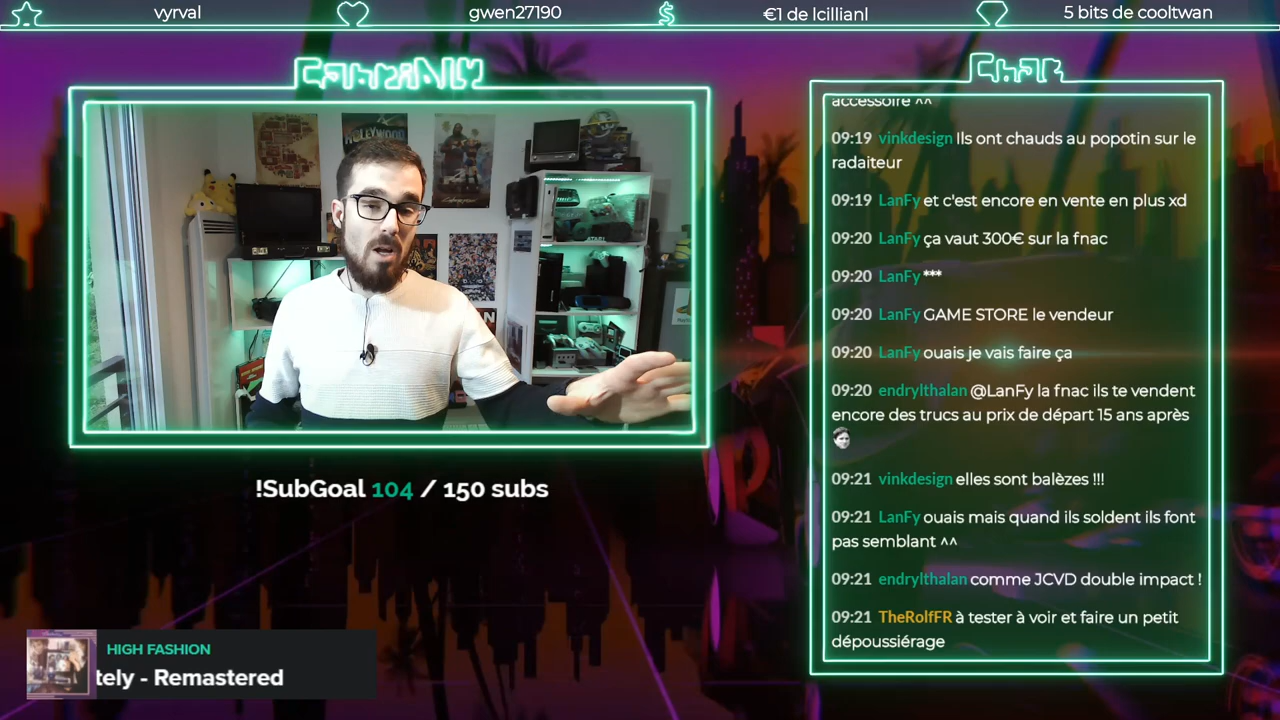 vyrval
gwen27190
€1 de lcillianl
5 bits de cooltwan
Chat
accessoire ^^
09:19 vinkdesign Ils ont chauds au popotin sur le
radaiteur
09:19 LanFy et c'est encore en vente en plus xd
09:20 LanFy ça vaut 300€ sur la fnac
09:20 LanFy ***
09:20 LanFy GAME STORE le vendeur
09:20 LanFy ouais je vais faire ça
09:20 endrylthalan @LanFy la fnac ils te vendent
encore des trucs au prix de départ 15 ans après
09:21 vinkdesign elles sont balèzes !!!
09:21 LanFy ouais mais quand ils soldent ils font
pas semblant ^^
09:21 endrylthalan comme JCVD double impact !
09:21 TheRolfFR à tester à voir et faire un petit
dépoussiérage
HOLLYWOOD
!SubGoal 104 / 150 subs
HIGH FASHION
tely - Remastered